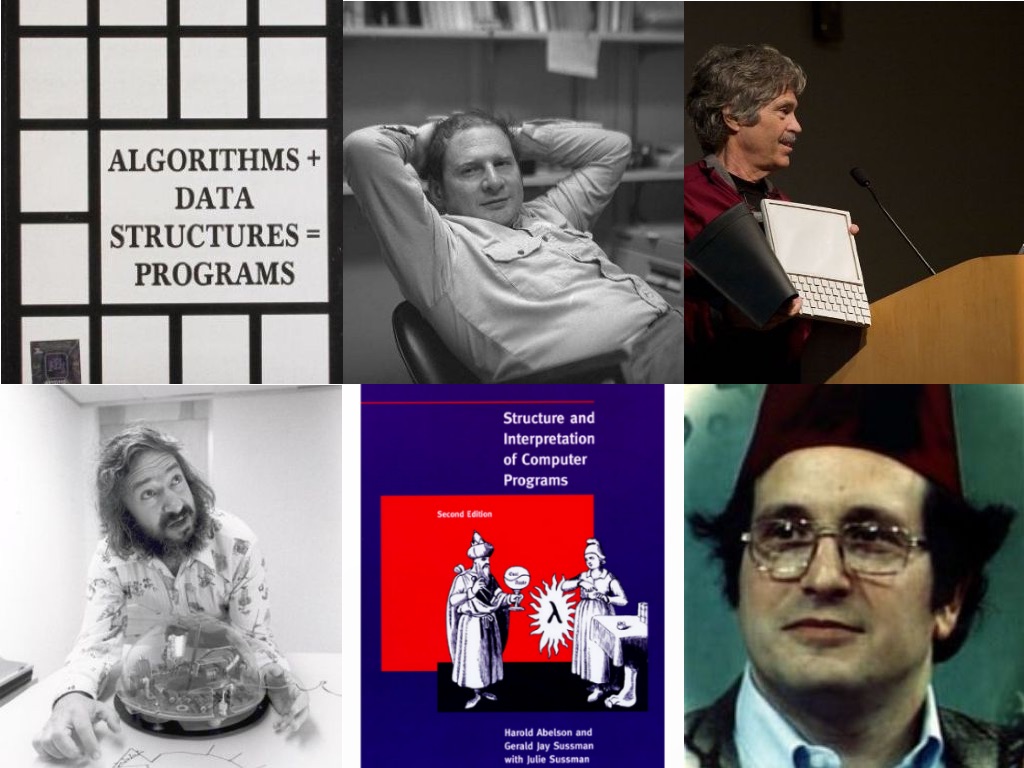 ALGORITHMS +
DATA
STRUCTURES =
PROGRAMS
Structure and
Interpretation
of Computer
Programs
Second Edition
λ
Harold Abelson and
Gerald Jay Sussman
with Julie Sussman